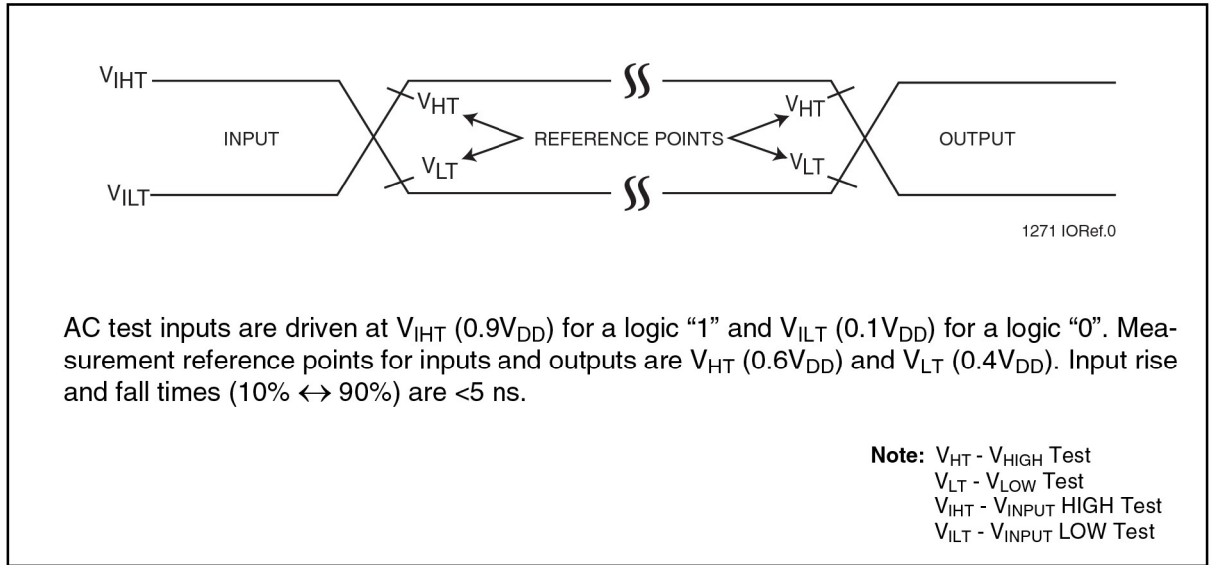 VIHT
VHT
VHT
INPUT
REFERENCE POINTS
OUTPUT
VLT
VLT
VILT
1271 IORef.0
AC test inputs are driven at VIHT (0.9VDD) for a logic “1” and VILT (0.1VDD) for a logic “0”. Mea-
surement reference points for inputs and outputs are VHT (0.6VDD) and VLT (0.4VDD). Input rise
and fall times (10% ↔ 90%) are <5 ns.
Note: VHT - VHIGH Test
VLT - VLOW Test
VIHT - VINPUT HIGH Test
VILT - VINPUT LOW Test